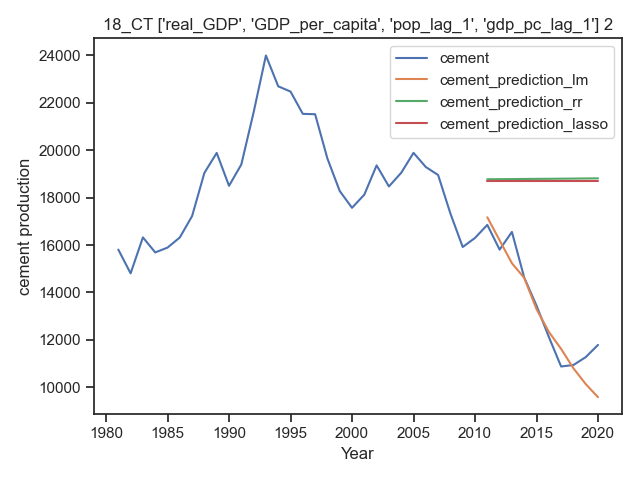 18_CT ['real_GDP', 'GDP_per_capita', 'pop_lag_1', 'gdp_pc_lag_1'] 2
cement
cement_prediction_lm
cement_prediction_rr
cement_prediction_lasso
cement production
24000
22000
20000
18000
16000
14000
12000
10000
1980 1985 1990 1995 2000 2005 2010 2015 2020
Year